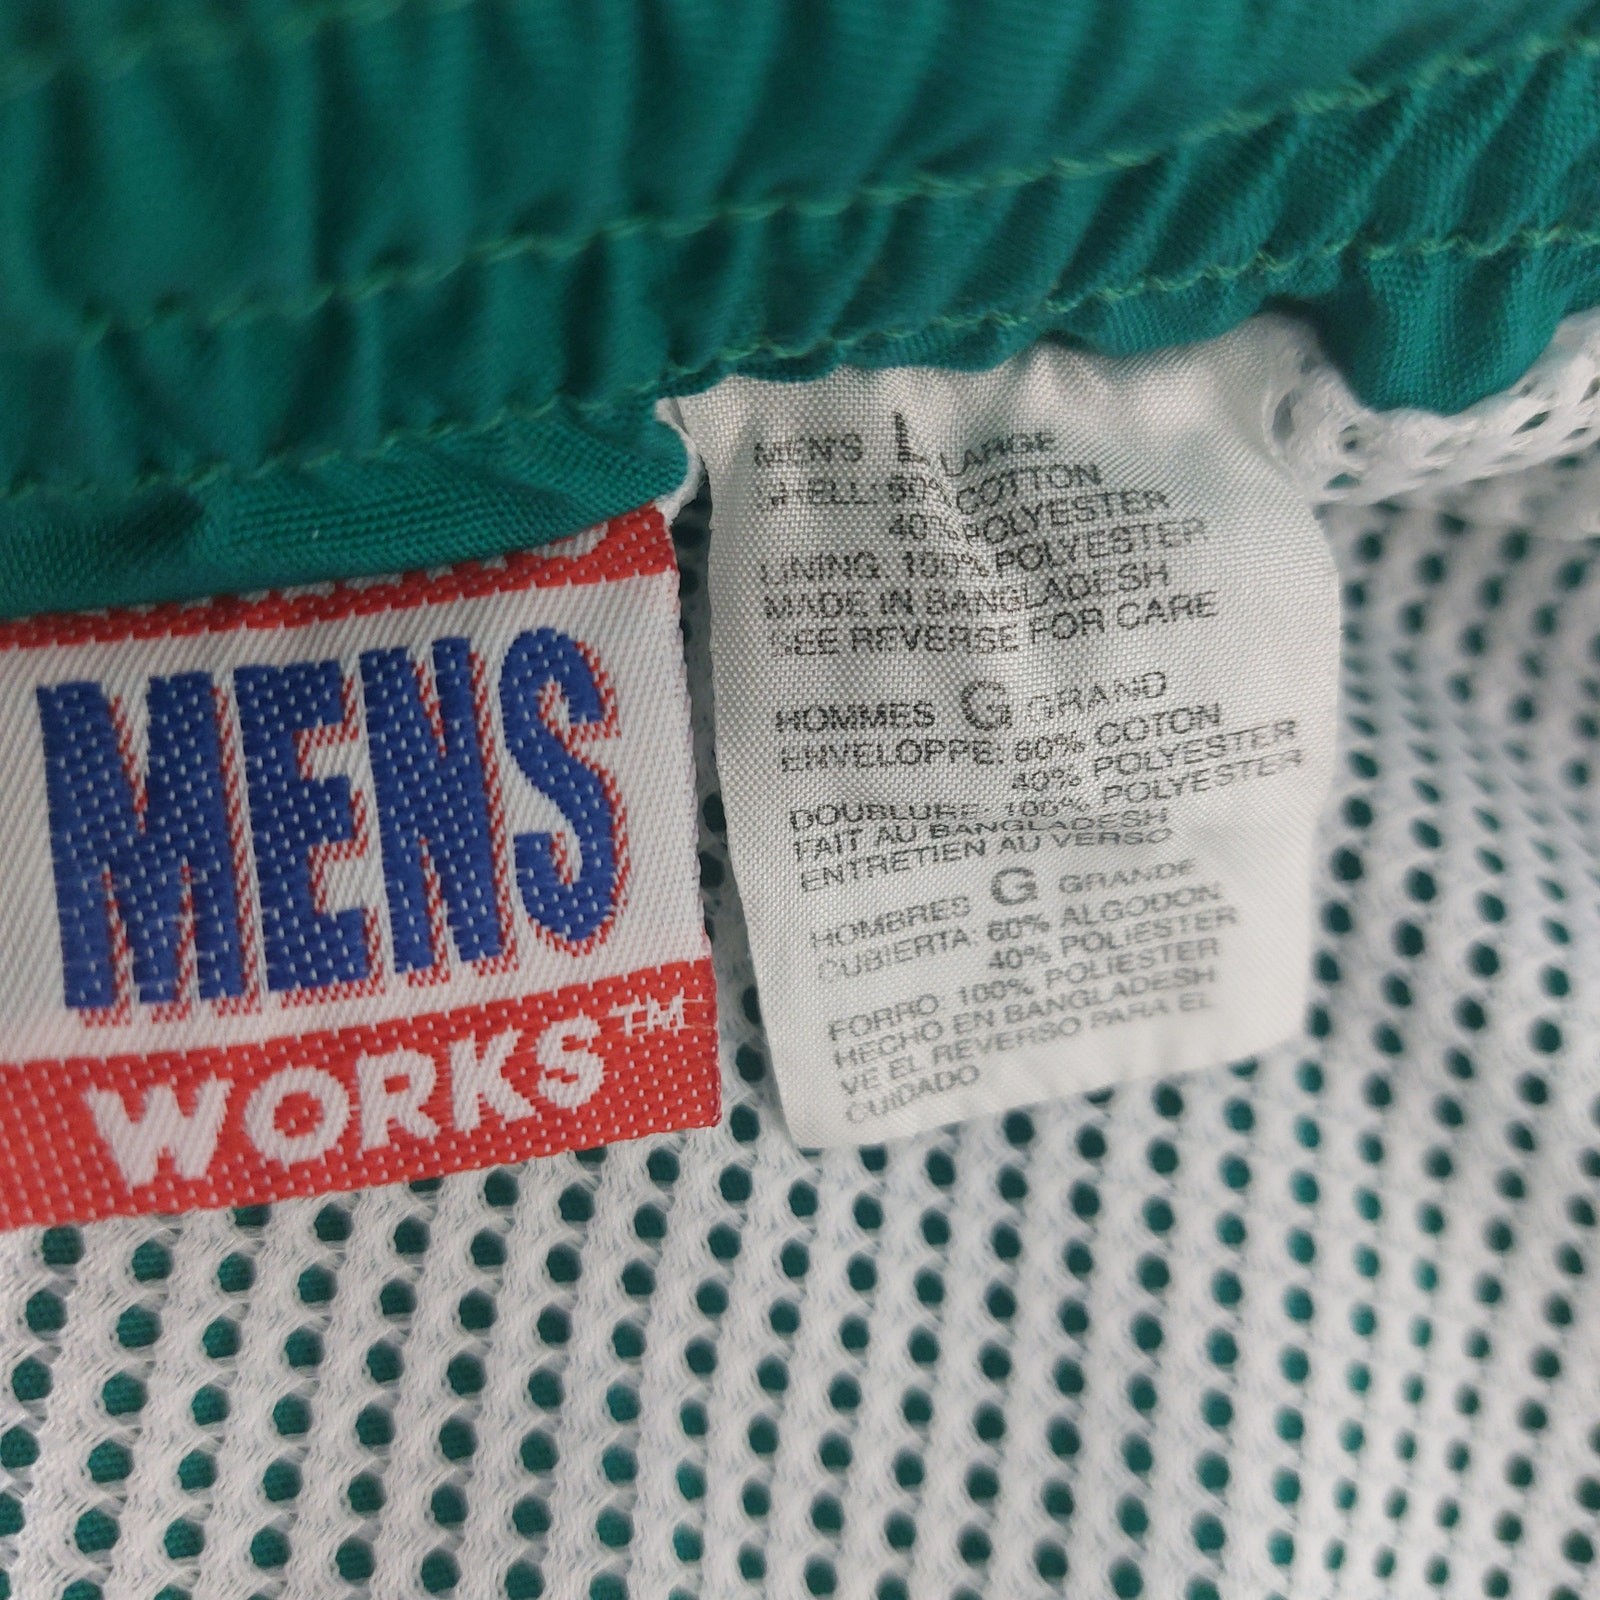 MENS
WORKS™
MEN'S L LARGE
SHELL: 60% COTTON
40% POLYESTER
LINING: 100% POLYESTER
MADE IN BANGLADESH
SEE REVERSE FOR CARE
HOMMES G GRAND
ENVELOPPE: 60% COTON
40% POLYESTER
DOUBLURE: 100% POLYESTER
FAIT AU BANGLADESH
ENTRETIEN AU VERSO
HOMBRES G GRANDE
CUBIERTA: 60% ALGODON
40% POLIESTER
FORRO: 100% POLIESTER
HECHO EN BANGLADESH
VE EL REVERSO PARA EL
CUIDADO